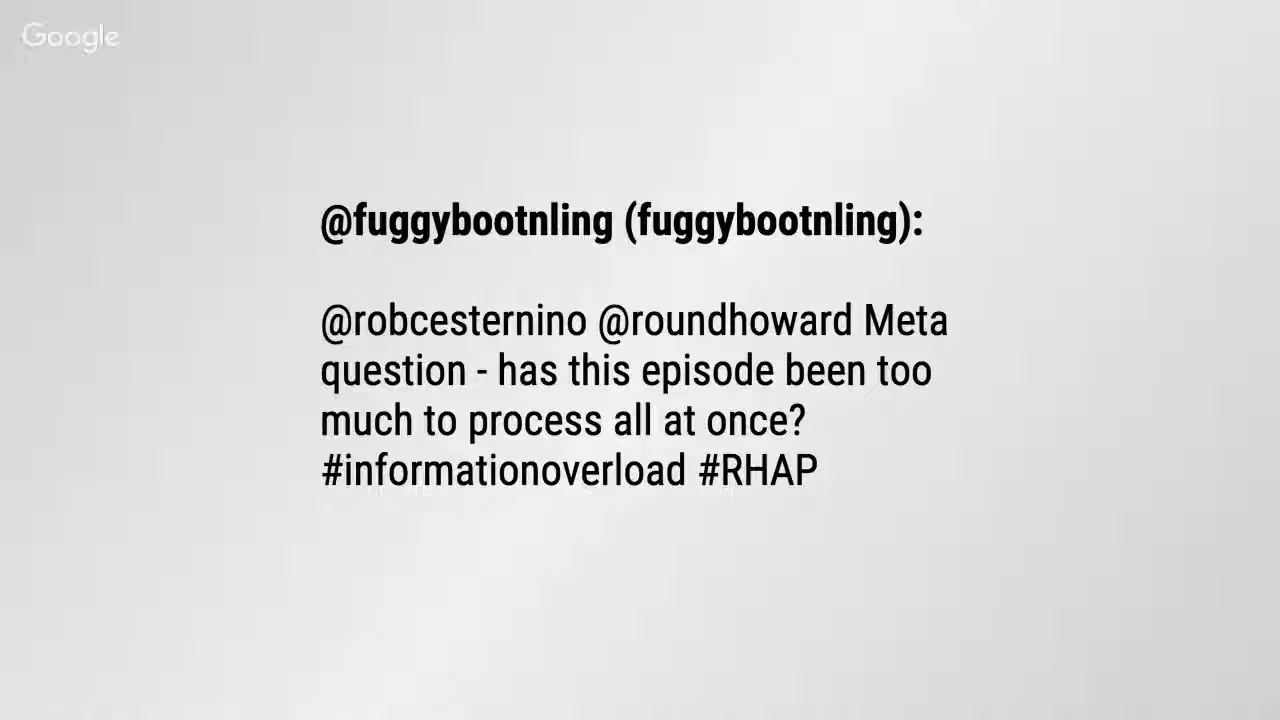 Google
@fuggybootnling (fuggybootnling):
@robcesternino @roundhoward Meta
question - has this episode been too
much to process all at once?
#informationoverload #RHAP